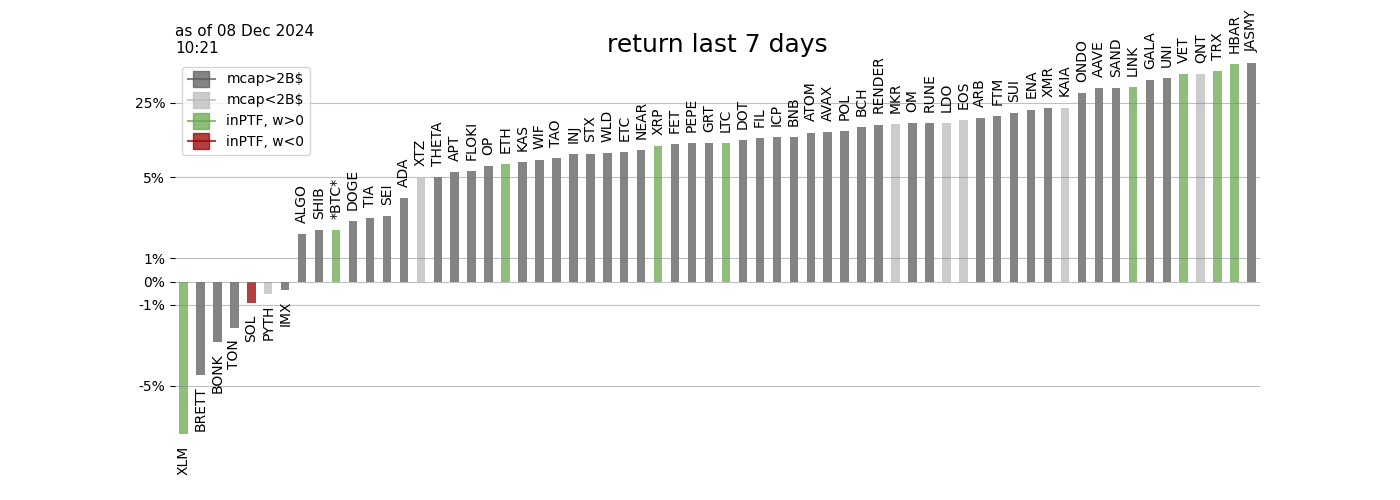 as of 08 Dec 2024
10:21
return last 7 days
mcap>2B$
mcap<2B$
inPTF, w>0
inPTF, w<0
25%
5%
1%
0%
-1%
-5%
XLM
BRETT
BONK
TON
SOL
PYTH
IMX
ALGO
SHIB
*BTC*
DOGE
TIA
SEI
ADA
XTZ
THETA
APT
FLOKI
OP
ETH
KAS
WIF
TAO
INJ
STX
WLD
ETC
NEAR
XRP
FET
PEPE
GRT
LTC
DOT
FIL
ICP
BNB
ATOM
AVAX
POL
BCH
RENDER
MKR
OM
RUNE
LDO
EOS
ARB
FTM
SUI
ENA
XMR
KAIA
ONDO
AAVE
SAND
LINK
GALA
UNI
VET
QNT
TRX
HBAR
JASMY